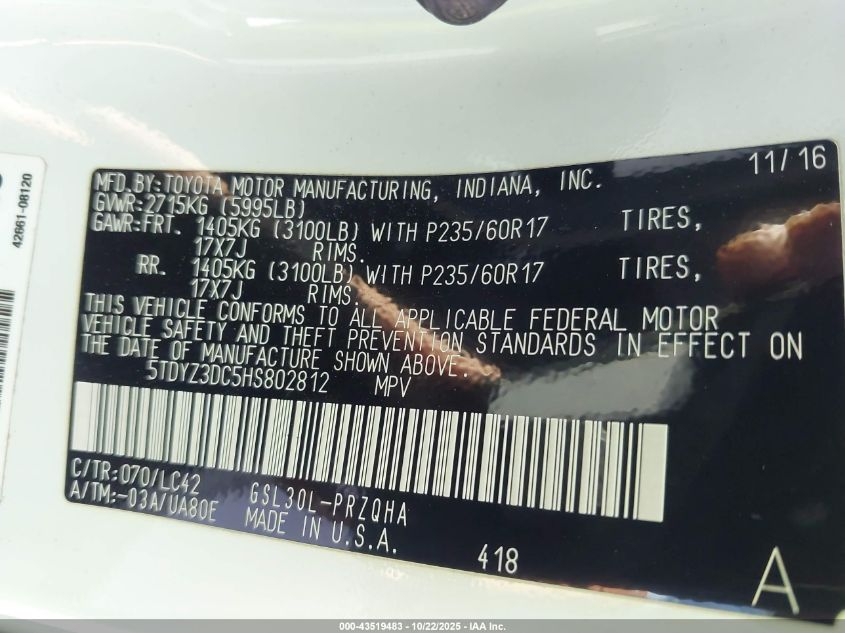 42661-08120
11/16
MFD. BY: TOYOTA MOTOR MANUFACTURING, INDIANA, INC.
GVWR: 2715KG (5995LB)
GAWR: FRT. 1405KG (3100LB) WITH P235/60R17 TIRES,
17X7J RIMS.
RR. 1405KG (3100LB) WITH P235/60R17 TIRES,
17X7J RIMS
THIS VEHICLE CONFORMS TO ALL APPLICABLE FEDERAL MOTOR
VEHICLE SAFETY AND THEFT PREVENTION STANDARDS IN EFFECT ON
THE DATE OF MANUFACTURE SHOWN ABOVE.
5TDYZ3DC5HS802812 MPV
C/TR: 070/LC42 GSL30L-PRZQHA
A/TM: -03A/UA80E MADE IN U.S.A.
418
A
000-43519483 - 10/22/2025 - IAA Inc.